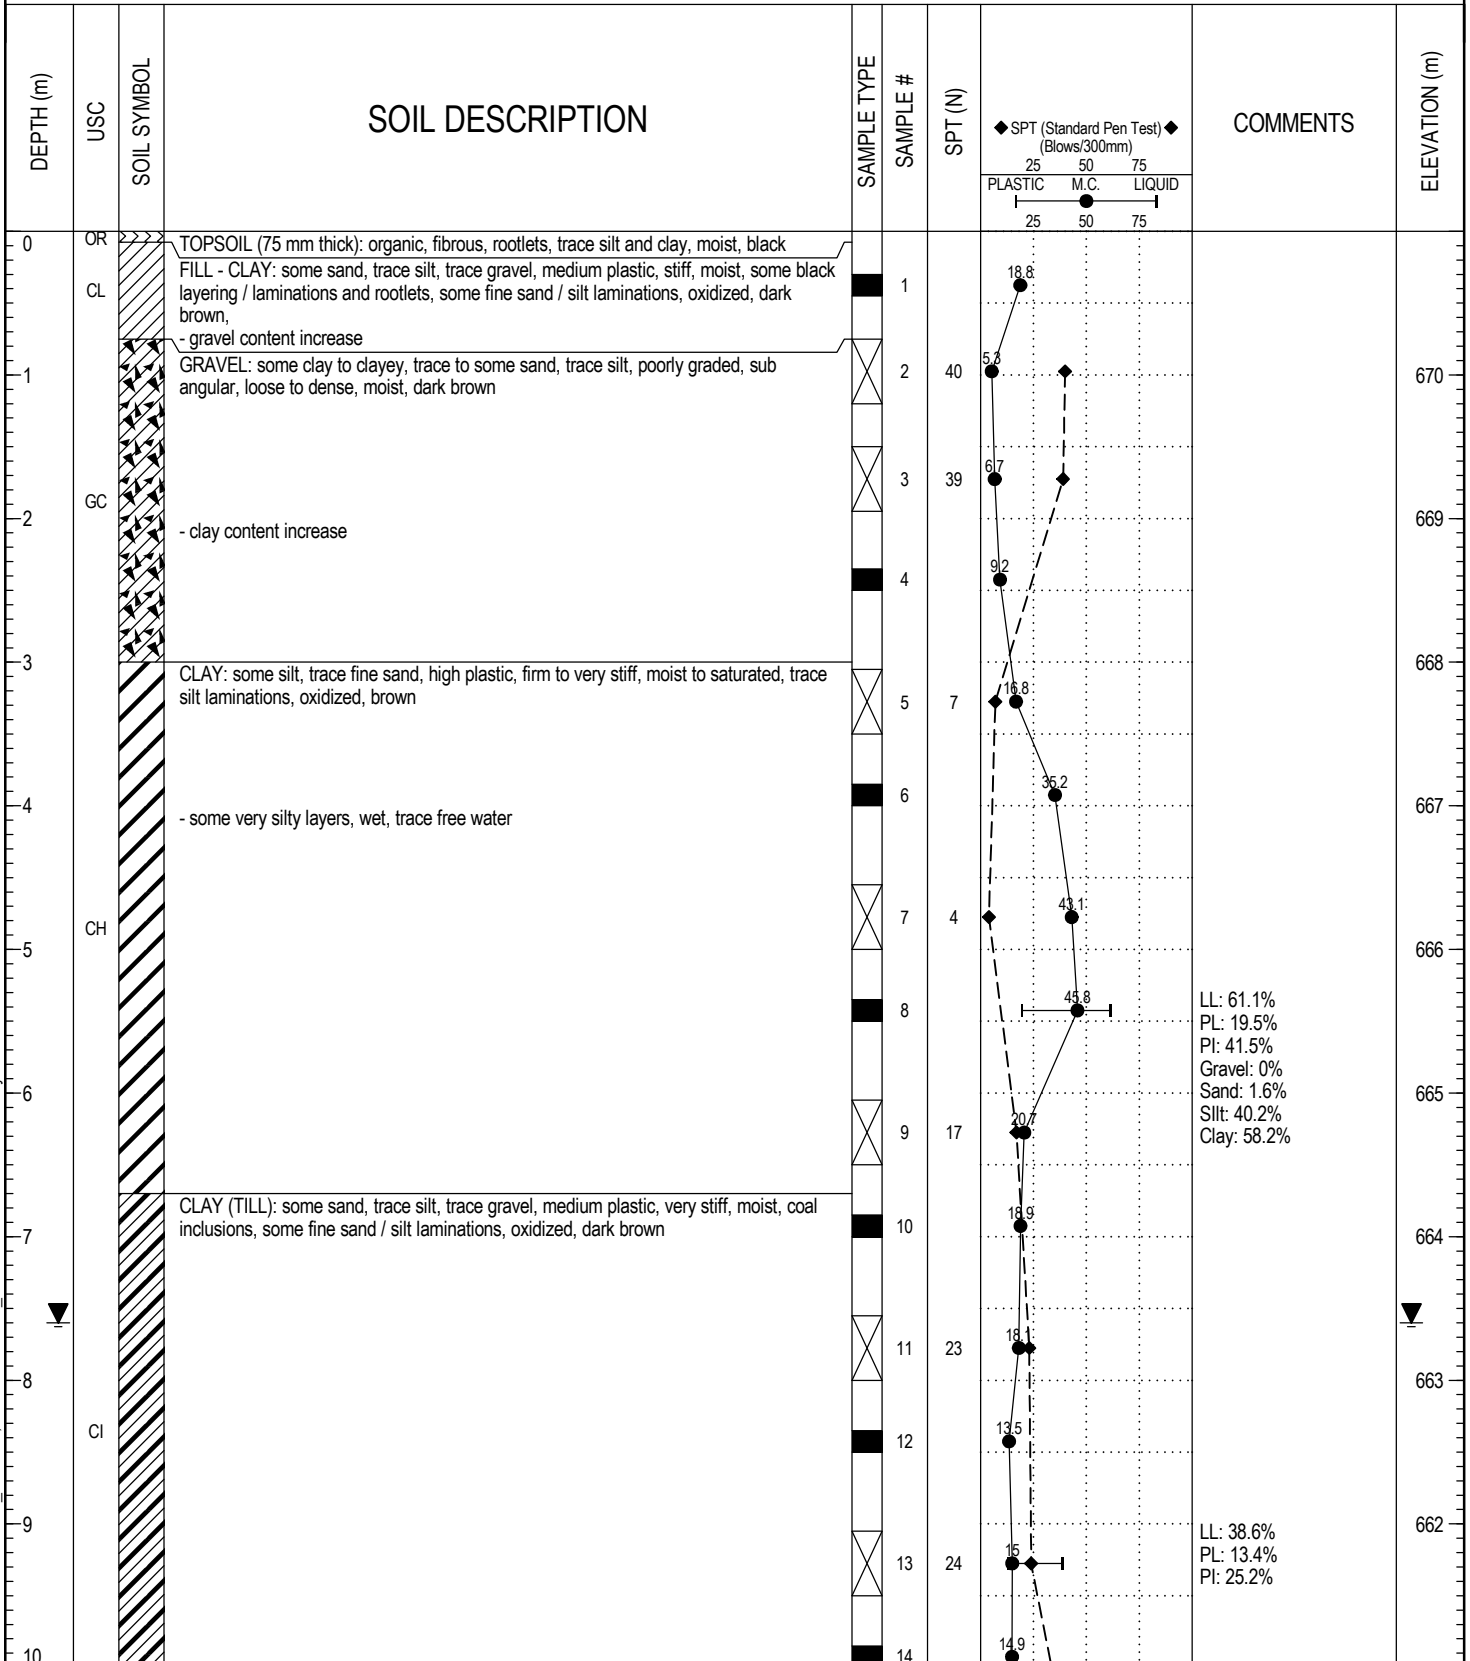 DEPTH (m)
USC
SOIL SYMBOL
SOIL DESCRIPTION
SAMPLE TYPE
SAMPLE #
SPT (N)
◆ SPT (Standard Pen Test) ◆
(Blows/300mm)
25 50 75
PLASTIC M.C. LIQUID
25 50 75
COMMENTS
ELEVATION (m)
0
OR
TOPSOIL (75 mm thick): organic, fibrous, rootlets, trace silt and clay, moist, black
CL
FILL - CLAY: some sand, trace silt, trace gravel, medium plastic, stiff, moist, some black
layering / laminations and rootlets, some fine sand / silt laminations, oxidized, dark
brown,
- gravel content increase
1
18.8
GRAVEL: some clay to clayey, trace to some sand, trace silt, poorly graded, sub
angular, loose to dense, moist, dark brown
1
2 40
5.3
670
3 39
6.7
GC
2
669
- clay content increase
4
9.2
3
668
CLAY: some silt, trace fine sand, high plastic, firm to very stiff, moist to saturated, trace
silt laminations, oxidized, brown
5 7
16.8
6
35.2
4
667
- some very silty layers, wet, trace free water
7 4
43.1
CH
5
666
8
45.8
LL: 61.1%
PL: 19.5%
PI: 41.5%
Gravel: 0%
Sand: 1.6%
SIlt: 40.2%
Clay: 58.2%
6
665
9 17
20.7
CLAY (TILL): some sand, trace silt, trace gravel, medium plastic, very stiff, moist, coal
inclusions, some fine sand / silt laminations, oxidized, dark brown
10
18.9
7
664
11 23
18.1
8
663
CI
12
13.5
9
662
13 24
15
LL: 38.6%
PL: 13.4%
PI: 25.2%
10
14
14.9